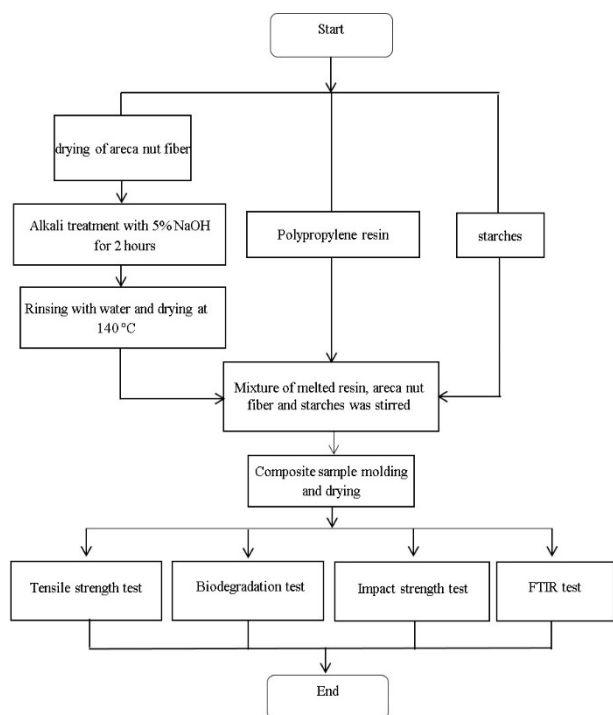 Start
drying of areca nut fiber
Alkali treatment with 5% NaOH
for 2 hours
Polypropylene resin
starches
Rinsing with water and drying at
140 °C
Mixture of melted resin, areca nut
fiber and starches was stirred
Composite sample molding
and drying
Tensile strength test
Biodegradation test
Impact strength test
FTIR test
End